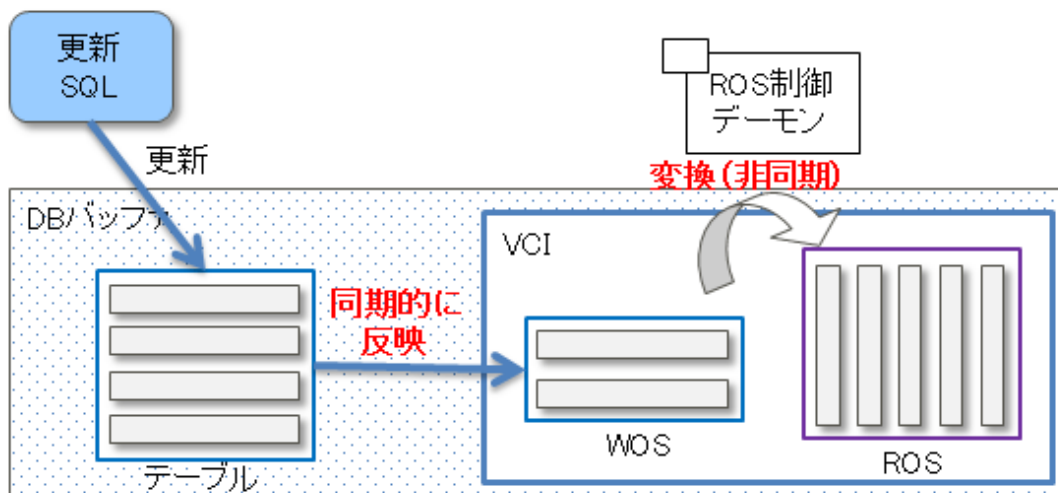 更新
SQL
更新
ROS制御
デーモン
変換(非同期)
DBバッファ
VCI
同期的に
反映
WOS
ROS
テーブル